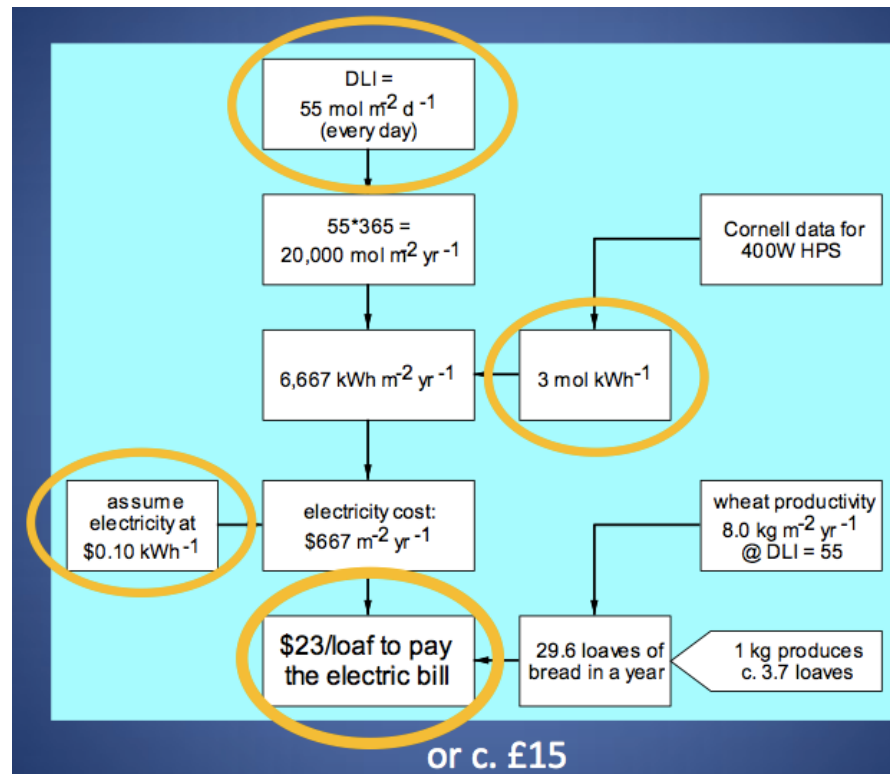 DLI =
55 mol m⁻² d⁻¹
(every day)
55*365 =
20,000 mol m⁻² yr⁻¹
Cornell data for
400W HPS
6,667 kWh m⁻² yr⁻¹
3 mol kWh⁻¹
assume
electricity at
$0.10 kWh⁻¹
electricity cost:
$667 m⁻² yr⁻¹
wheat productivity
8.0 kg m⁻² yr⁻¹
@ DLI = 55
$23/loaf to pay
the electric bill
29.6 loaves of
bread in a year
1 kg produces
c. 3.7 loaves
or c. £15